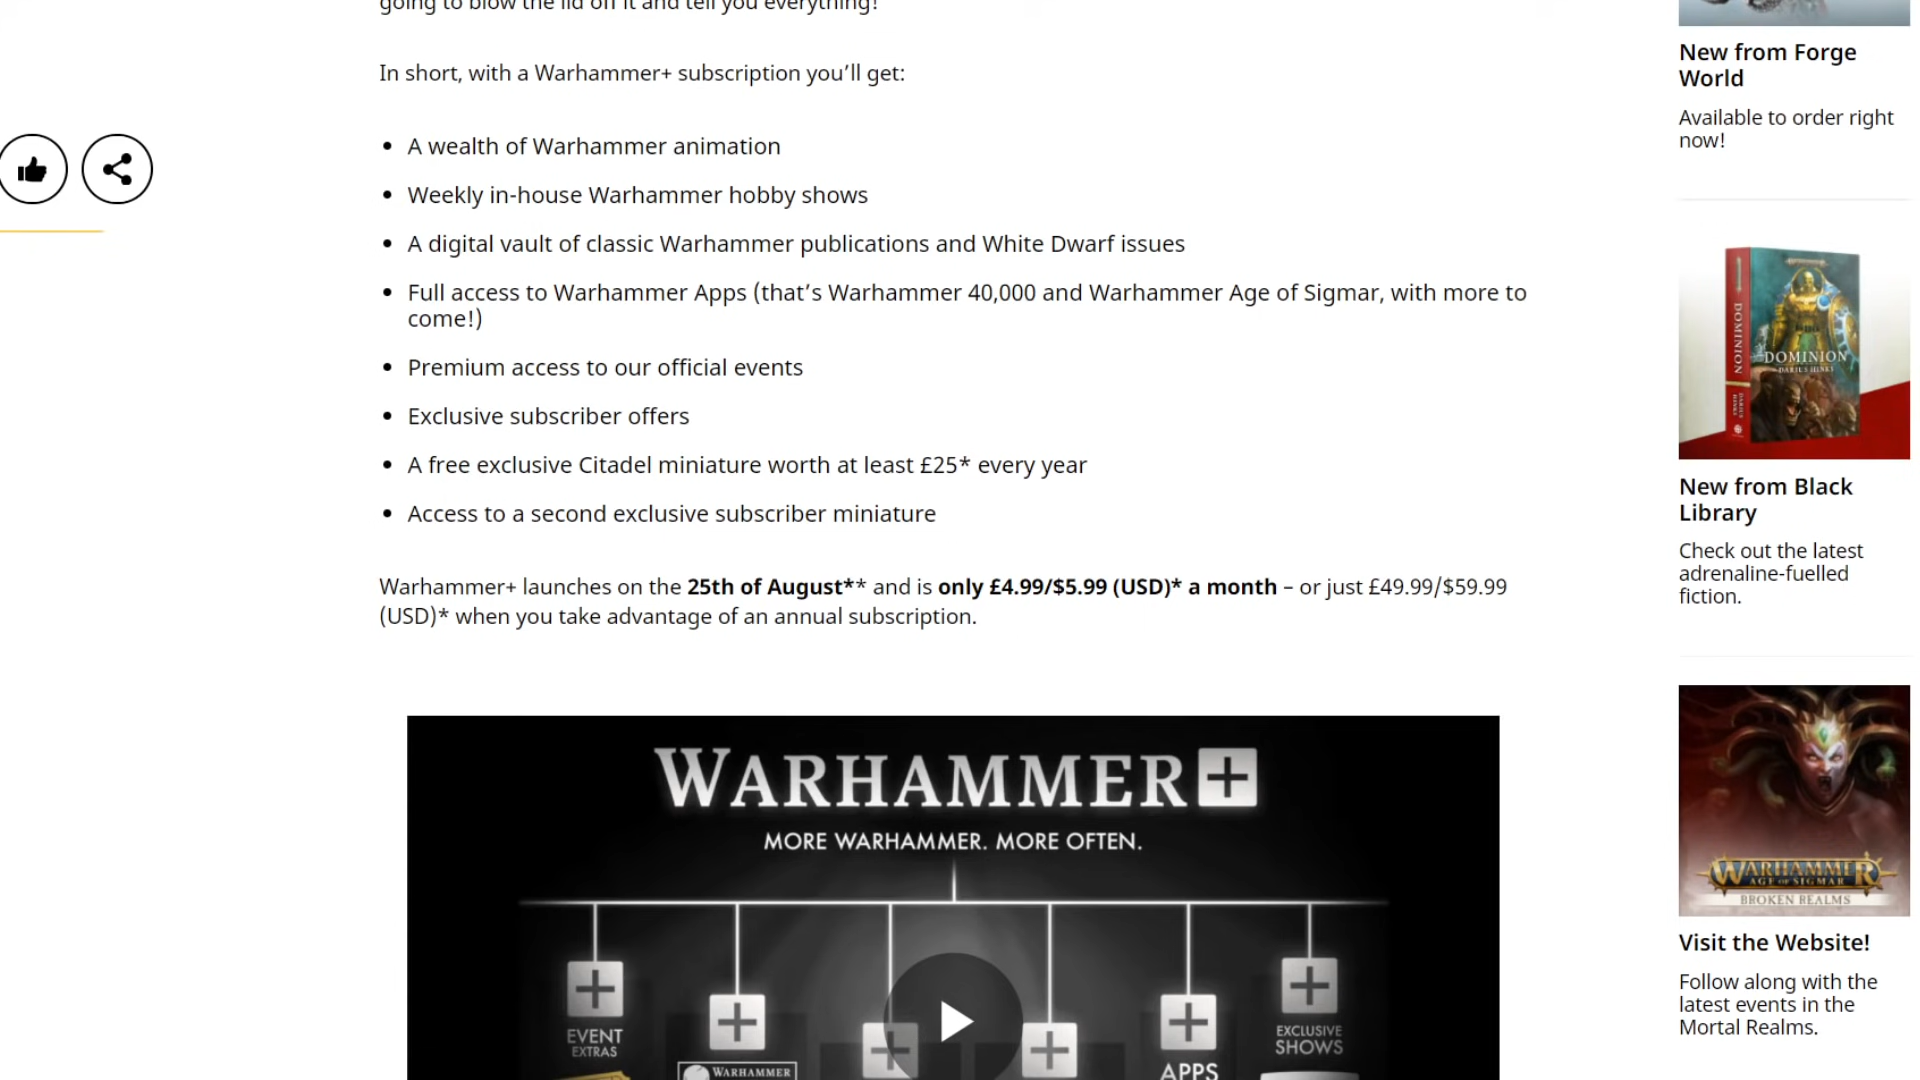 going to blow the lid off it and tell you everything!
In short, with a Warhammer+ subscription you’ll get:
• A wealth of Warhammer animation
• Weekly in-house Warhammer hobby shows
• A digital vault of classic Warhammer publications and White Dwarf issues
• Full access to Warhammer Apps (that’s Warhammer 40,000 and Warhammer Age of Sigmar, with more to
come!)
• Premium access to our official events
• Exclusive subscriber offers
• A free exclusive Citadel miniature worth at least £25* every year
• Access to a second exclusive subscriber miniature
Warhammer+ launches on the 25th of August** and is only £4.99/$5.99 (USD)* a month – or just £49.99/$59.99
(USD)* when you take advantage of an annual subscription.
WARHAMMER+
MORE WARHAMMER. MORE OFTEN.
EVENT
EXTRAS
WARHAMMER
APPS
EXCLUSIVE
SHOWS
New from Forge
World
Available to order right
now!
DOMINION
DOMINION
DARIUS HINKS
New from Black
Library
Check out the latest
adrenaline-fuelled
fiction.
WARHAMMER
AGE OF SIGMAR
BROKEN REALMS
Visit the Website!
Follow along with the
latest events in the
Mortal Realms.